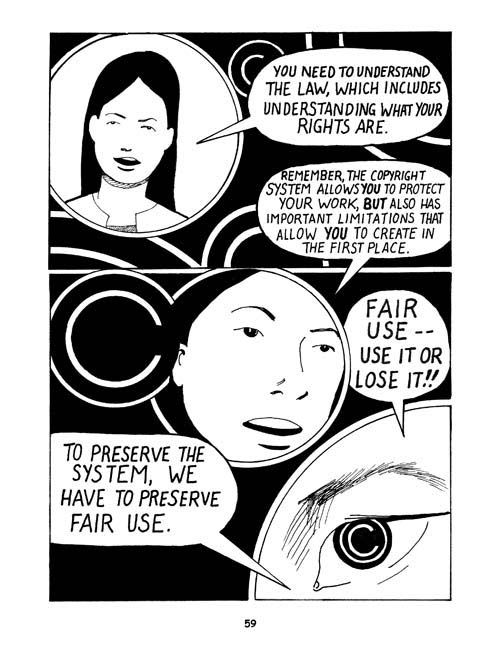 YOU NEED TO UNDERSTAND
THE LAW, WHICH INCLUDES
UNDERSTANDING WHAT YOUR
RIGHTS ARE.
REMEMBER, THE COPYRIGHT
SYSTEM ALLOWS YOU TO PROTECT
YOUR WORK, BUT ALSO HAS
IMPORTANT LIMITATIONS THAT
ALLOW YOU TO CREATE IN
THE FIRST PLACE.
FAIR
USE --
USE IT OR
LOSE IT!!
TO PRESERVE THE
SYSTEM, WE
HAVE TO PRESERVE
FAIR USE.
C
59